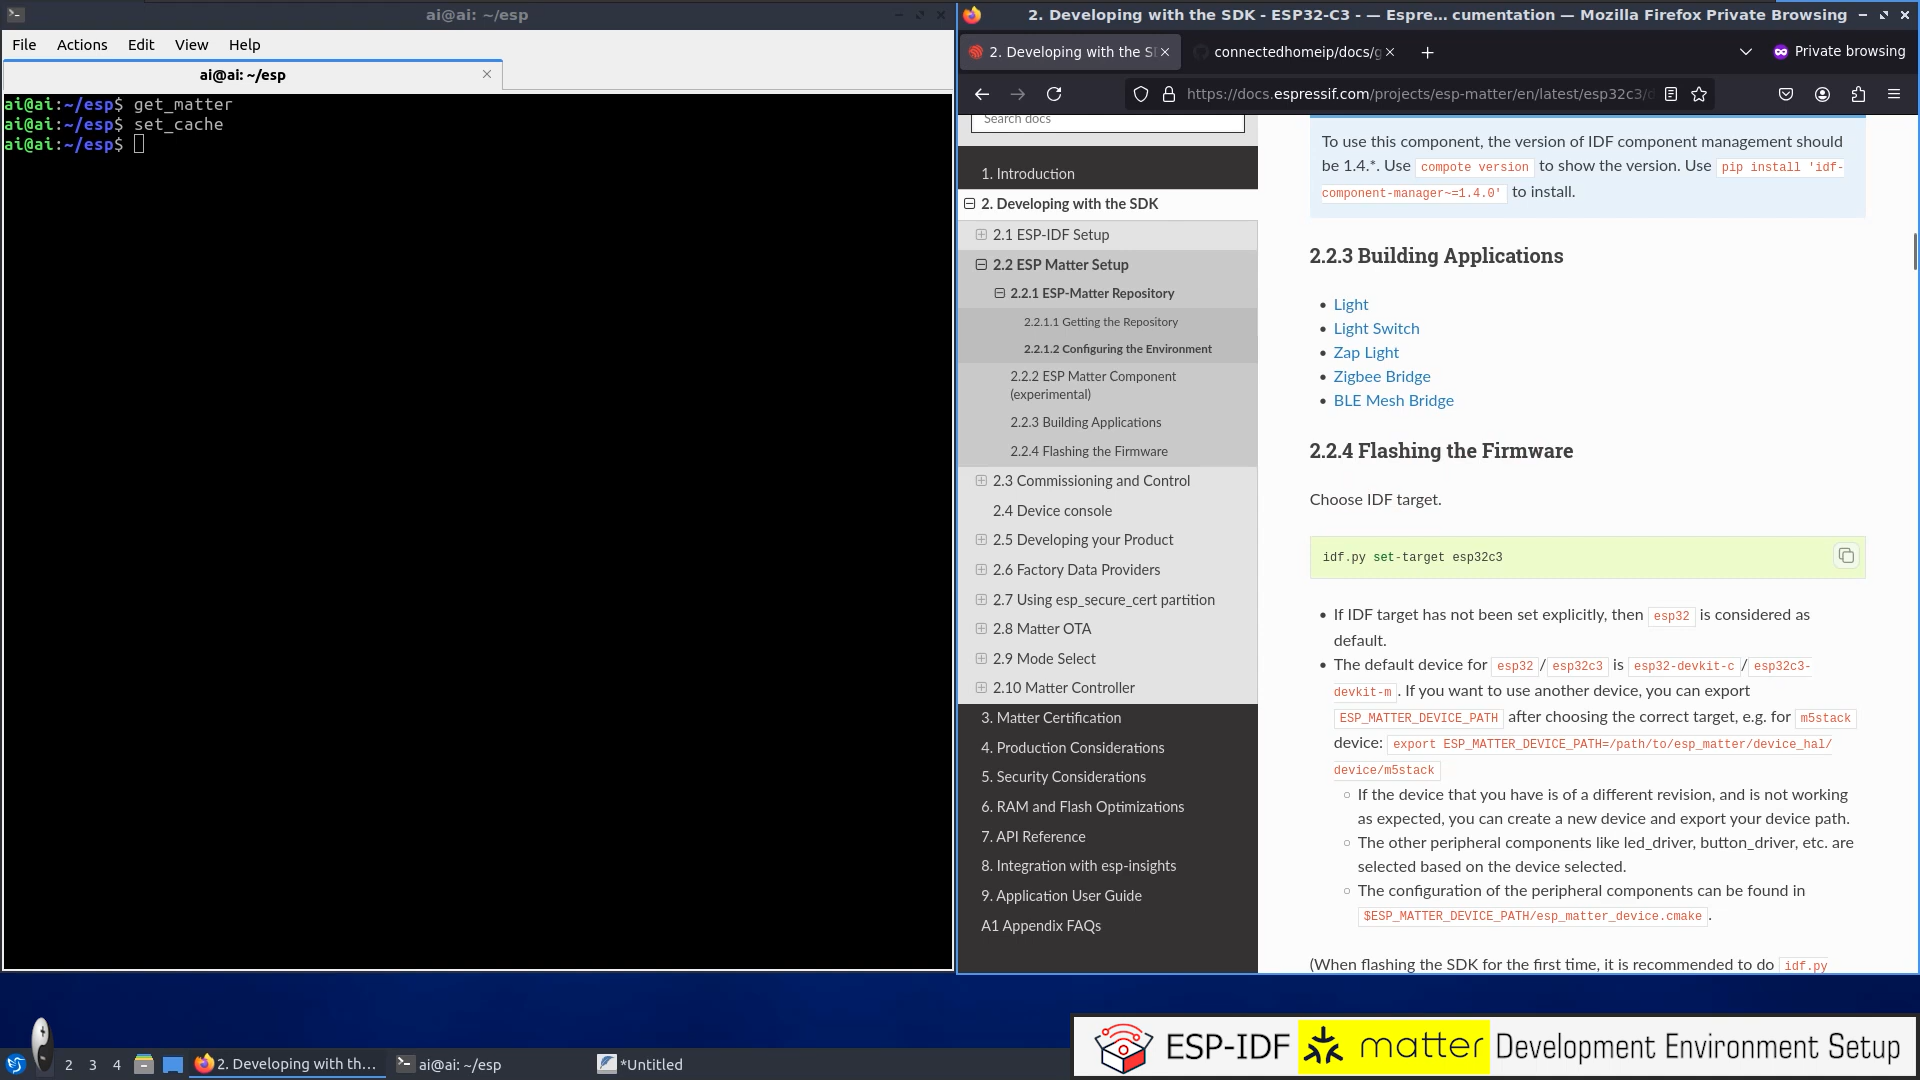 ai@ai: ~/esp
File Actions Edit View Help
ai@ai: ~/esp
ai@ai:~/esp$ get_matter
ai@ai:~/esp$ set_cache
ai@ai:~/esp$
2. Developing with the SDK - ESP32-C3 - — Espre... cumentation — Mozilla Firefox Private Browsing
2. Developing with the SD
connectedhomeip/docs/g
Private browsing
https://docs.espressif.com/projects/esp-matter/en/latest/esp32c3/d
Search docs
1. Introduction
2. Developing with the SDK
2.1 ESP-IDF Setup
2.2 ESP Matter Setup
2.2.1 ESP-Matter Repository
2.2.1.1 Getting the Repository
2.2.1.2 Configuring the Environment
2.2.2 ESP Matter Component
(experimental)
2.2.3 Building Applications
2.2.4 Flashing the Firmware
2.3 Commissioning and Control
2.4 Device console
2.5 Developing your Product
2.6 Factory Data Providers
2.7 Using esp_secure_cert partition
2.8 Matter OTA
2.9 Mode Select
2.10 Matter Controller
3. Matter Certification
4. Production Considerations
5. Security Considerations
6. RAM and Flash Optimizations
7. API Reference
8. Integration with esp-insights
9. Application User Guide
A1 Appendix FAQs
To use this component, the version of IDF component management should
be 1.4.*. Use compote version to show the version. Use pip install 'idf-
component-manager~=1.4.0' to install.
2.2.3 Building Applications
• Light
• Light Switch
• Zap Light
• Zigbee Bridge
• BLE Mesh Bridge
2.2.4 Flashing the Firmware
Choose IDF target.
idf.py set-target esp32c3
• If IDF target has not been set explicitly, then esp32 is considered as
default.
• The default device for esp32/esp32c3 is esp32-devkit-c/esp32c3-
devkit-m. If you want to use another device, you can export
ESP_MATTER_DEVICE_PATH after choosing the correct target, e.g. for m5stack
device: export ESP_MATTER_DEVICE_PATH=/path/to/esp_matter/device_hal/
device/m5stack
◦ If the device that you have is of a different revision, and is not working
as expected, you can create a new device and export your device path.
◦ The other peripheral components like led_driver, button_driver, etc. are
selected based on the device selected.
◦ The configuration of the peripheral components can be found in
$ESP_MATTER_DEVICE_PATH/esp_matter_device.cmake.
(When flashing the SDK for the first time, it is recommended to do idf.py
2 3 4
2. Developing with th...
ai@ai: ~/esp
*Untitled
ESP-IDF matter Development Environment Setup